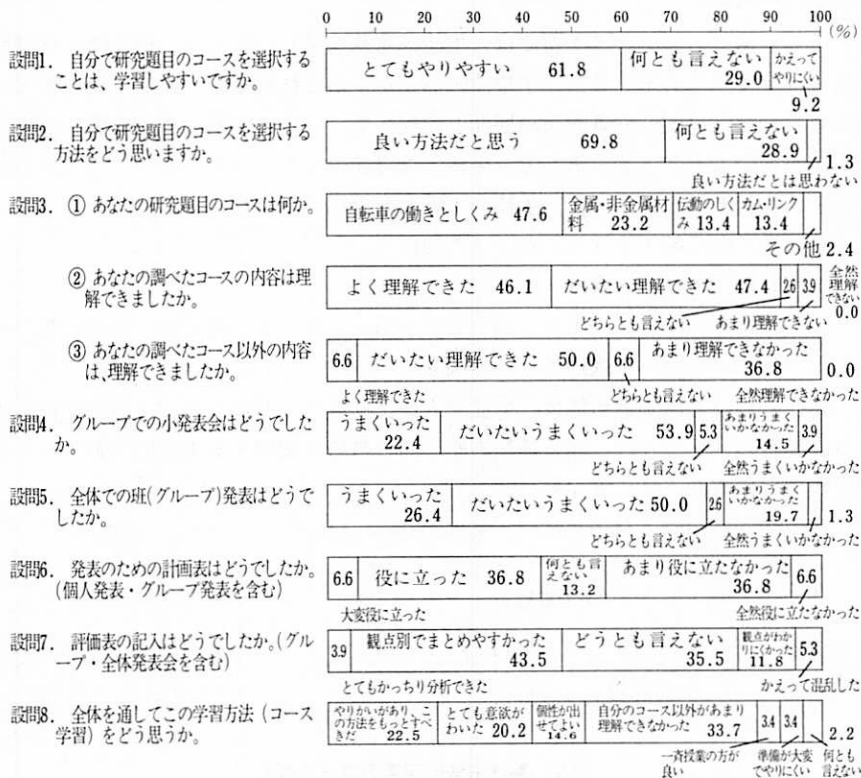 0 10 20 30 40 50 60 70 80 90 100
(%)
設問1. 自分で研究題目のコースを選択する
ことは、学習しやすいですか。
とてもやりやすい 61.8
何とも言えない
29.0
かえって
やりにくい
9.2
設問2. 自分で研究題目のコースを選択する
方法をどう思いますか。
良い方法だと思う 69.8
何とも言えない
28.9
1.3
良い方法だとは思わない
設問3. ① あなたの研究題目のコースは何か。
自転車の働きとしくみ 47.6
金属・非金属材
料 23.2
伝動のしく
み 13.4
カム・リンク
13.4
その他 2.4
② あなたの調べたコースの内容は理
解できましたか。
よく理解できた 46.1
だいたい理解できた 47.4
2.6
3.9
全然
理解
できない
0.0
どちらとも言えない
あまり理解できない
③ あなたの調べたコース以外の内容
は、理解できましたか。
6.6
だいたい理解できた 50.0
6.6
あまり理解できなかった
36.8
0.0
よく理解できた
どちらとも言えない
全然理解できなかった
設問4. グループでの小発表会はどうでした
か。
うまくいった
22.4
だいたいうまくいった 53.9
5.3
あまりうまく
いかなかった
14.5
3.9
どちらとも言えない
全然うまくいかなかった
設問5. 全体での班(グループ)発表はどうで
したか。
うまくいった
26.4
だいたいうまくいった 50.0
2.6
あまりうまく
いかなかった
19.7
1.3
どちらとも言えない
全然うまくいかなかった
設問6. 発表のための計画表はどうでしたか。
(個人発表・グループ発表を含む)
6.6
役に立った 36.8
何とも言
えない
13.2
あまり役に立たなかった
36.8
6.6
大変役に立った
全然役に立たなかった
設問7. 評価表の記入はどうでしたか。(グル
ープ・全体発表会を含む)
3.9
観点別でまとめやすかった
43.5
どうとも言えない
35.5
観点がわか
りにくかった
11.8
5.3
とてもかっちり分析できた
かえって混乱した
設問8. 全体を通してこの学習方法(コース
学習)をどう思うか。
やりがいがあり、こ
の方法をもっとすべ
きだ 22.5
とても意欲が
わいた 20.2
個性が出
せてよい
14.6
自分のコース以外があまり
理解できなかった 33.7
3.4
3.4
2.2
一斉授業の方が
良い
準備が大変
でやりにくい
何とも
言えない